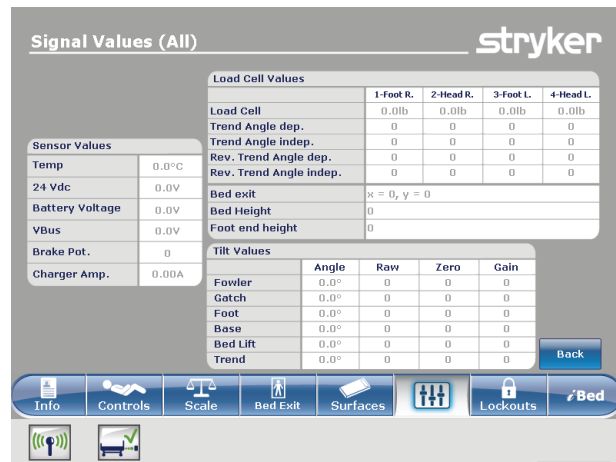 Signal Values (All)
stryker
Load Cell Values
1-Foot R. 2-Head R. 3-Foot L. 4-Head L.
Load Cell 0.0lb 0.0lb 0.0lb 0.0lb
Trend Angle dep. 0 0 0 0
Trend Angle indep. 0 0 0 0
Rev. Trend Angle dep. 0 0 0 0
Rev. Trend Angle indep. 0 0 0 0
Bed exit x = 0, y = 0
Bed Height 0
Foot end height 0
Sensor Values
Temp 0.0°C
24 Vdc 0.0V
Battery Voltage 0.0V
VBus 0.0V
Brake Pot. 0
Charger Amp. 0.00A
Tilt Values
Angle Raw Zero Gain
Fowler 0.0° 0 0 0
Gatch 0.0° 0 0 0
Foot 0.0° 0 0 0
Base 0.0° 0 0 0
Bed Lift 0.0° 0 0 0
Trend 0.0° 0 0 0
Back
Info Controls Scale Bed Exit Surfaces Lockouts iBed